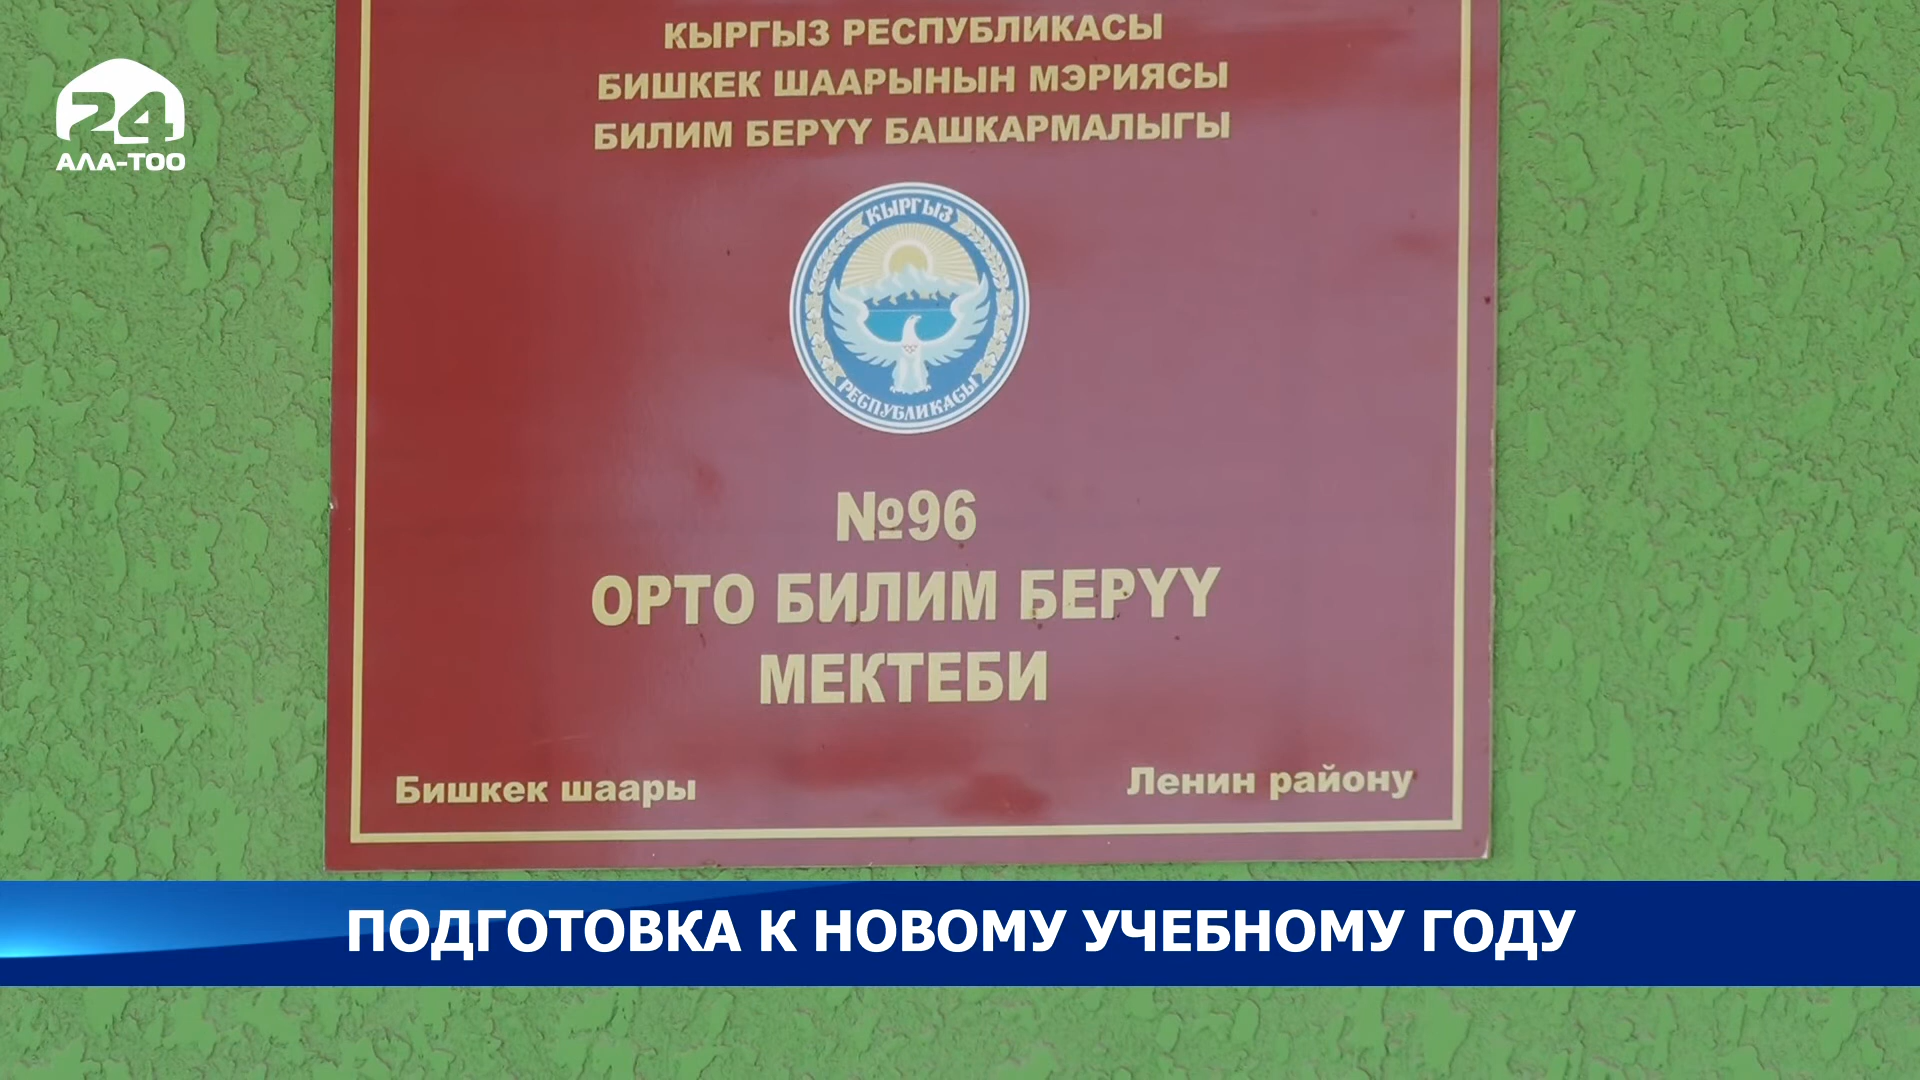 КЫРГЫЗ РЕСПУБЛИКАСЫ
БИШКЕК ШААРЫНЫН МЭРИЯСЫ
БИЛИМ БЕРҮҮ БАШКАРМАЛЫГЫ
24
АЛА-ТОО
КЫРГЫЗ
РЕСПУБЛИКАСЫ
№96
ОРТО БИЛИМ БЕРҮҮ
МЕКТЕБИ
Бишкек шаары
Ленин району
ПОДГОТОВКА К НОВОМУ УЧЕБНОМУ ГОДУ